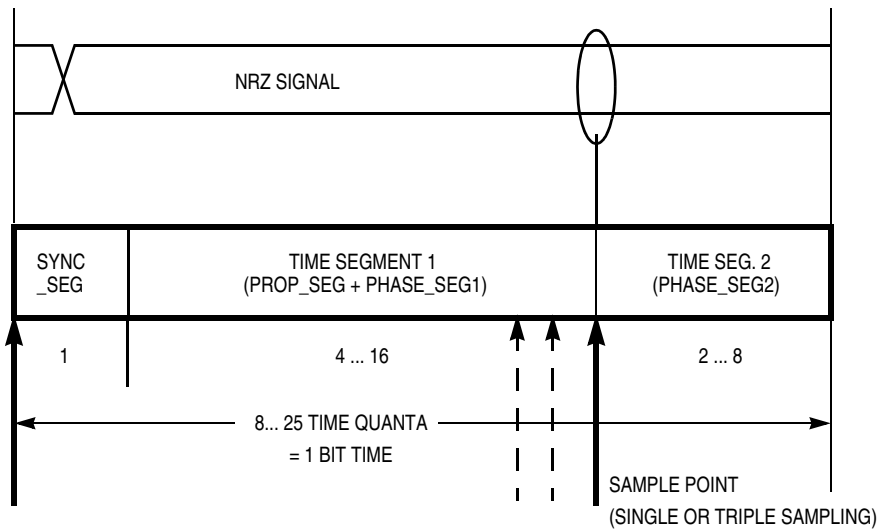 NRZ SIGNAL
SYNC
_SEG
TIME SEGMENT 1
(PROP_SEG + PHASE_SEG1)
TIME SEG. 2
(PHASE_SEG2)
1
4 ... 16
2 ... 8
8... 25 TIME QUANTA
= 1 BIT TIME
SAMPLE POINT
(SINGLE OR TRIPLE SAMPLING)